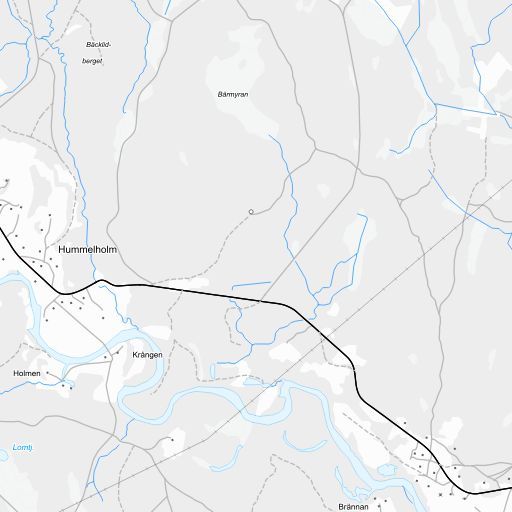 Bäcklid-
berget
Bärmyran
Hummelholm
Krången
Holmen
Lomtj.
Brännan